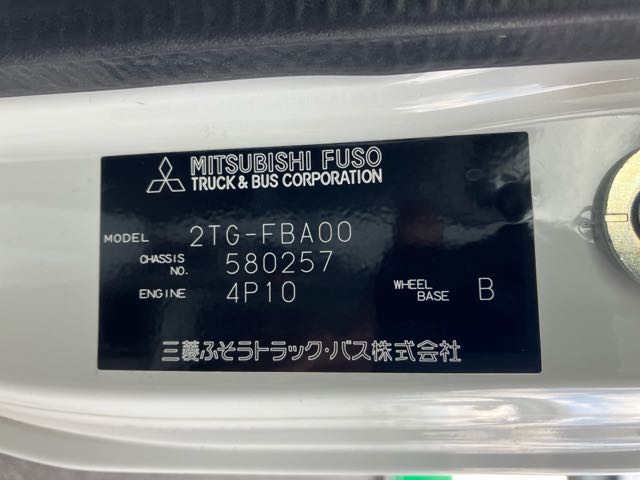 MITSUBISHI FUSO
TRUCK & BUS CORPORATION
MODEL 2TG-FBA00
CHASSIS NO. 580257
ENGINE 4P10 WHEEL BASE B
三菱ふそうトラック・バス株式会社